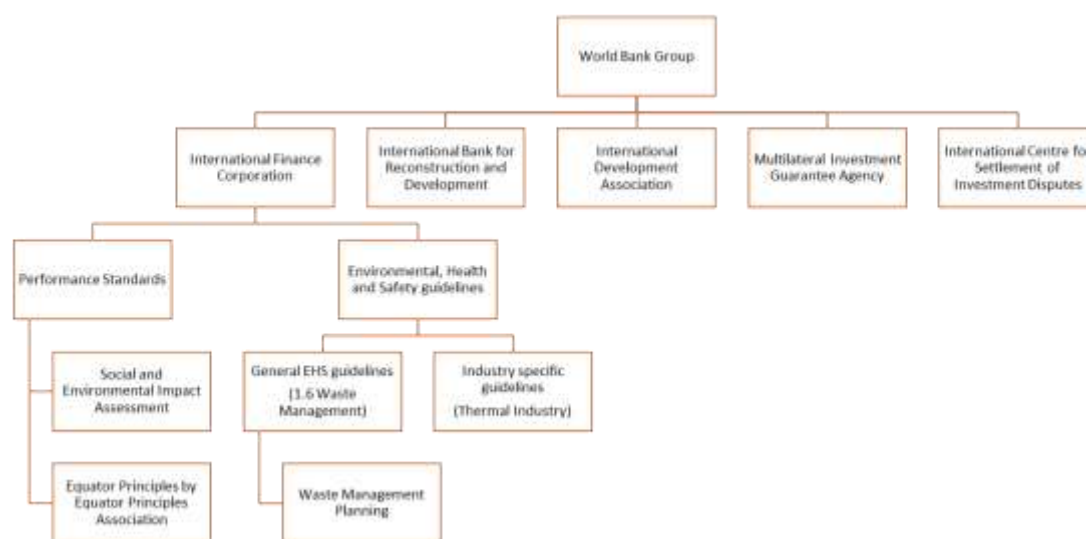 World Bank Group
International Finance
Corporation
International Bank for
Reconstruction and
Development
International
Development
Association
Multilateral Investment
Guarantee Agency
International Centre fo
Settlement of
Investment Disputes
Performance Standards
Environmental, Health
and Safety guidelines
Social and
Environmental Impact
Assessment
General EHS guidelines
(1.6 Waste
Management)
Industry specific
guidelines
(Thermal Industry)
Equator Principles by
Equator Principles
Association
Waste Management
Planning